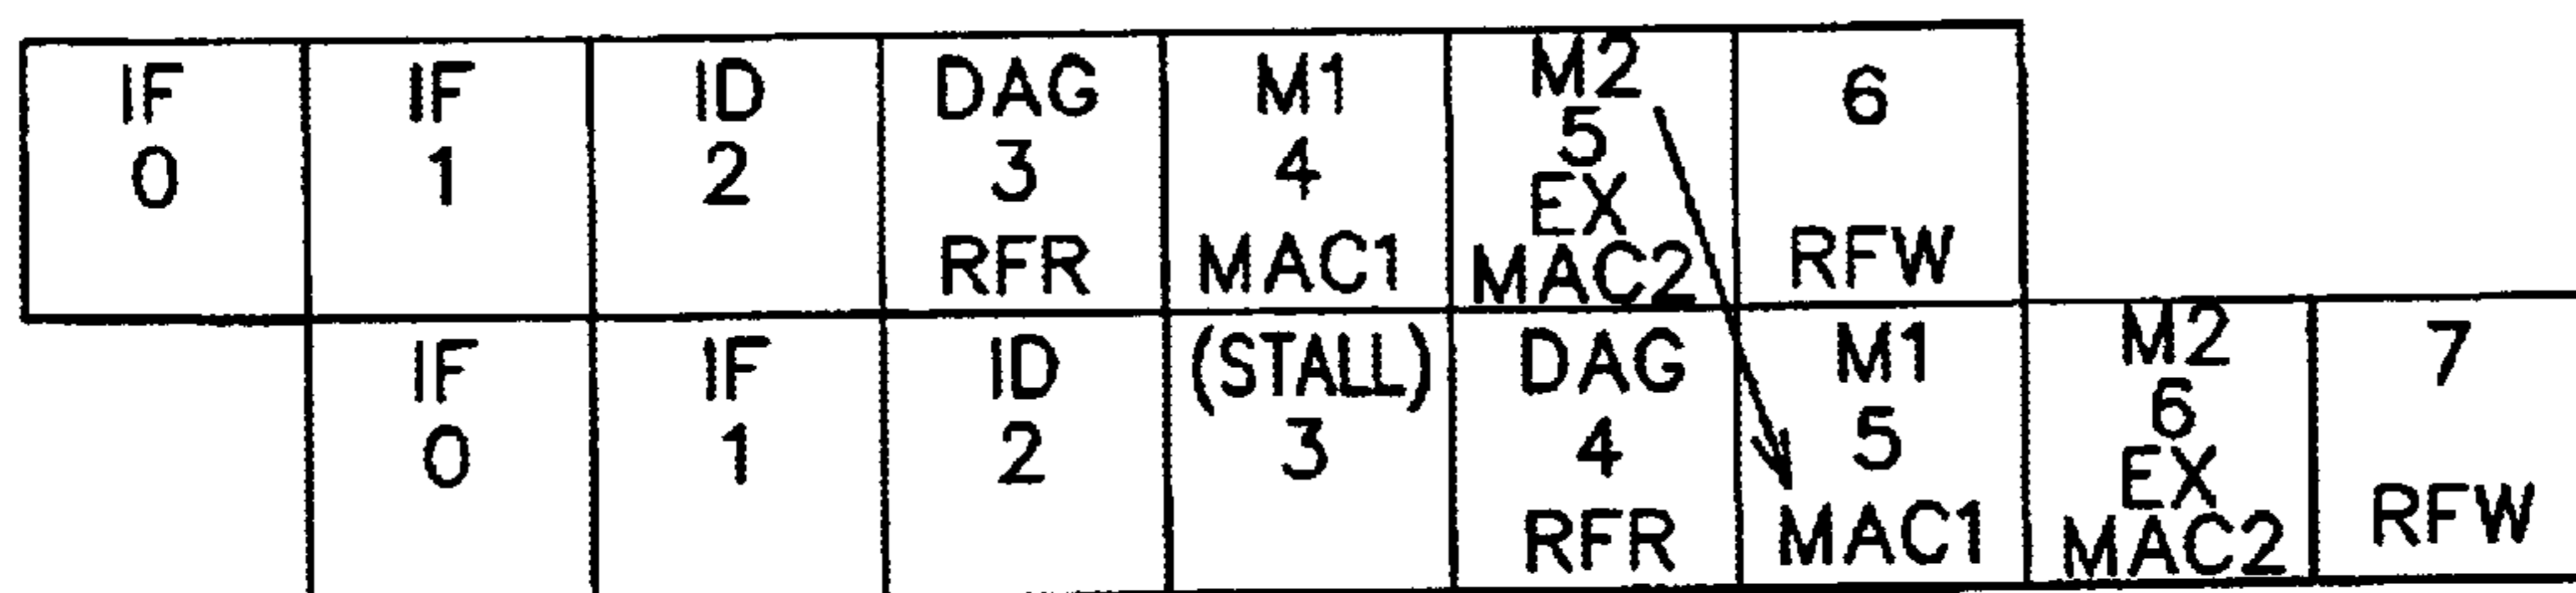 IF IF ID DAG M1 M2 6
0 1 2 3 4 5
EX
RFR MAC1 MAC2 RFW
IF IF ID (STALL) DAG M1 M2 7
0 1 2 3 4 5 6
EX
RFR MAC1 MAC2 RFW